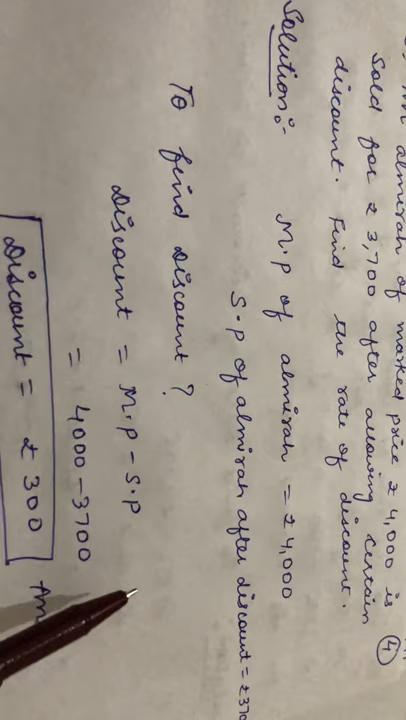 An almirah of marked price ₹ 4,000 is
Sold for ₹ 3,700 after allowing certain
discount. Find the rate of discount.
4
Solution:-
M.p of almirah = ₹ 4,000
S.p of almirah after discount = ₹370
To find Discount ?
Discount = M.p - S.p
= 4000 - 3700
Discount = ₹ 300